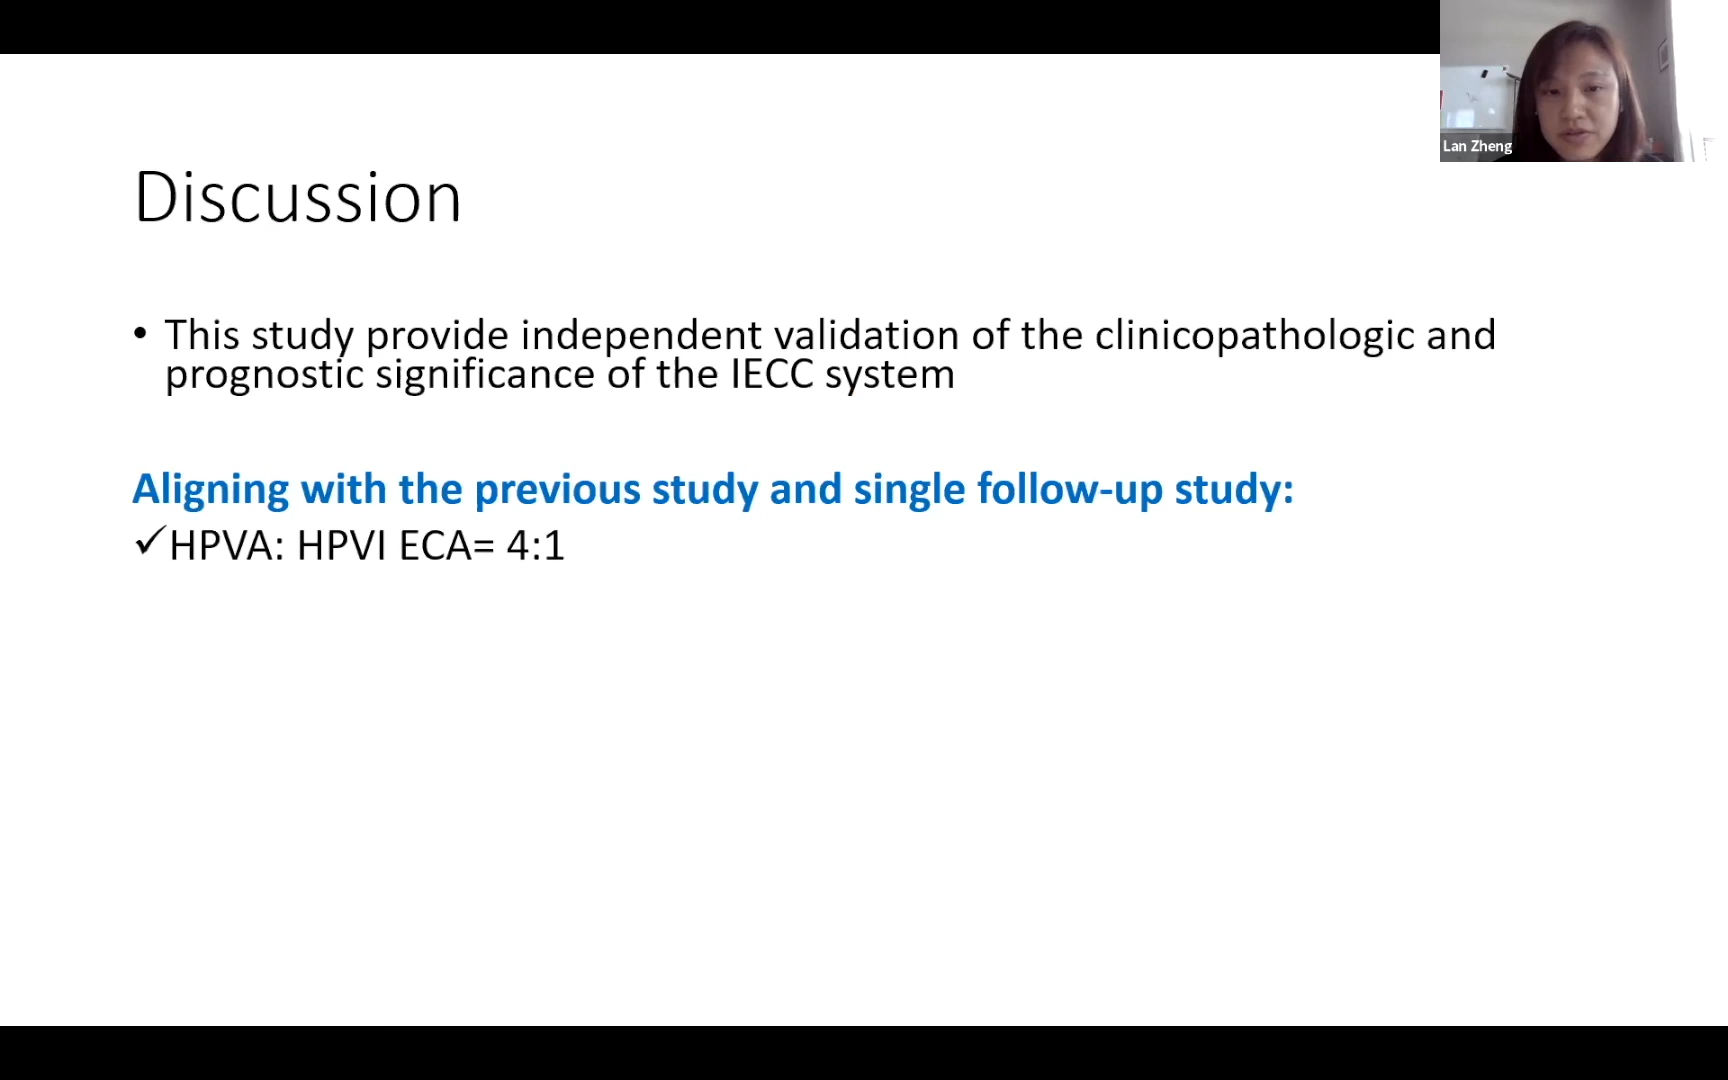 Lan Zheng
Discussion
• This study provide independent validation of the clinicopathologic and
prognostic significance of the IECC system
Aligning with the previous study and single follow-up study:
✓HPVA: HPVI ECA= 4:1